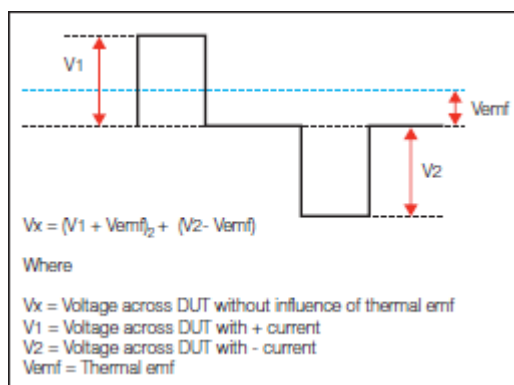 V1
Vemf
V2
Vx = (V1 + Vemf)₂ + (V2- Vemf)
Where
Vx = Voltage across DUT without influence of thermal emf
V1 = Voltage across DUT with + current
V2 = Voltage across DUT with - current
Vemf = Thermal emf